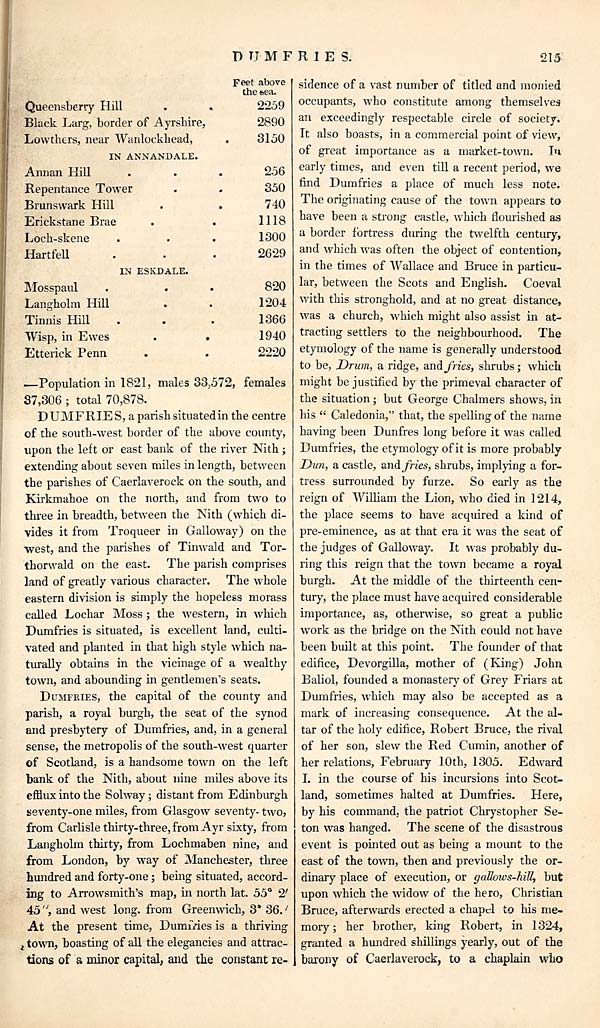 DUMFRIES. 215
Feet above
the sea.
Queensberry Hill . . 2259
Black Larg, border of Ayrshire, 2890
Lowthers, near Wanlockhead, . 3150
IN ANNANDALE.
Annan Hill . . . 256
Repentance Tower . . 350
Brunswark Hill . . 740
Erickstane Brae . . 1118
Loch-skene . . . 1300
Hartfell . . . 2629
IN ESKDALE.
Mosspaul . . . 820
Langholm Hill . . 1204
Tinnis Hill . . . 1366
Wisp, in Ewes . . 1940
Etterick Penn . . 2220
—Population in 1821, males 33,572, females
37,306; total 70,878.
DUMFRIES, a parish situated in the centre
of the south-west border of the above county,
upon the left or east bank of the river Nith;
extending about seven miles in length, between
the parishes of Caerlaverock on the south, and
Kirkmahoe on the north, and from two to
three in breadth, between the Nith (which di-
vides it from Troqueer in Galloway) on the
west, and the parishes of Tinwald and Tor-
thorwald on the east. The parish comprises
land of greatly various character. The whole
eastern division is simply the hopeless morass
called Lochar Moss; the western, in which
Dumfries is situated, is excellent land, culti-
vated and planted in that high style which na-
turally obtains in the vicinage of a wealthy
town, and abounding in gentlemen's seats.
DUMFRIES, the capital of the county and
parish, a royal burgh, the seat of the synod
and presbytery of Dumfries, and, in a general
sense, the metropolis of the south-west quarter
of Scotland, is a handsome town on the left
bank of the Nith, about nine miles above its
efflux into the Solway; distant from Edinburgh
seventy-one miles, from Glasgow seventy-two,
from Carlisle thirty-three, from Ayr sixty, from
Langholm thirty, from Lochmaben nine, and
from London, by way of Manchester, three
hundred and forty-one; being situated, accord-
ing to Arrowsmith's map, in north lat. 55° 2′
45″, and west long. from Greenwich, 3° 36.′
At the present time, Dumfries is a thriving
town, boasting of all the elegancies and attrac-
tions of a minor capital, and the constant re-
sidence of a vast number of titled and monied
occupants, who constitute among themselves
an exceedingly respectable circle of society.
It also boasts, in a commercial point of view,
of great importance as a market-town. In
early times, and even till a recent period, we
find Dumfries a place of much less note.
The originating cause of the town appears to
have been a strong castle, which flourished as
a border fortress during the twelfth century,
and which was often the object of contention,
in the times of Wallace and Bruce in particu-
lar, between the Scots and English. Coeval
with this stronghold, and at no great distance,
was a church, which might also assist in at-
tracting settlers to the neighbourhood. The
etymology of the name is generally understood
to be, Drum, a ridge, and fries, shrubs; which
might be justified by the primeval character of
the situation; but George Chalmers shows, in
his “ Caledonia,” that, the spelling of the name
having been Dunfres long before it was called
Dumfries, the etymology of it is more probably
Dun, a castle, and fries, shrubs, implying a for-
tress surrounded by furze. So early as the
reign of William the Lion, who died in 1214,
the place seems to have acquired a kind of
pre-eminence, as at that era it was the seat of
the judges of Galloway. It was probably du-
ring this reign that the town became a royal
burgh. At the middle of the thirteenth cen-
tury, the place must have acquired considerable
importance, as, otherwise, so great a public
work as the bridge on the Nith could not have
been built at this point. The founder of that
edifice, Devorgilla, mother of (King) John
Baliol, founded a monastery of Grey Friars at
Dumfries, which may also be accepted as a
mark of increasing consequence. At the al-
tar of the holy edifice, Robert Bruce, the rival
of her son, slew the Red Cumin, another of
her relations, February 10th, 1305. Edward
I. in the course of his incursions into Scot-
land, sometimes halted at Dumfries. Here,
by his command, the patriot Chrystopher Se-
ton was hanged. The scene of the disastrous
event is pointed out as being a mount to the
east of the town, then and previously the or-
dinary place of execution, or gallows-hill, but
upon which the widow of the hero, Christian
Bruce, afterwards erected a chapel to his me-
mory; her brother, king Robert, in 1324,
granted a hundred shillings yearly, out of the
barony of Caerlaverock, to a chaplain who